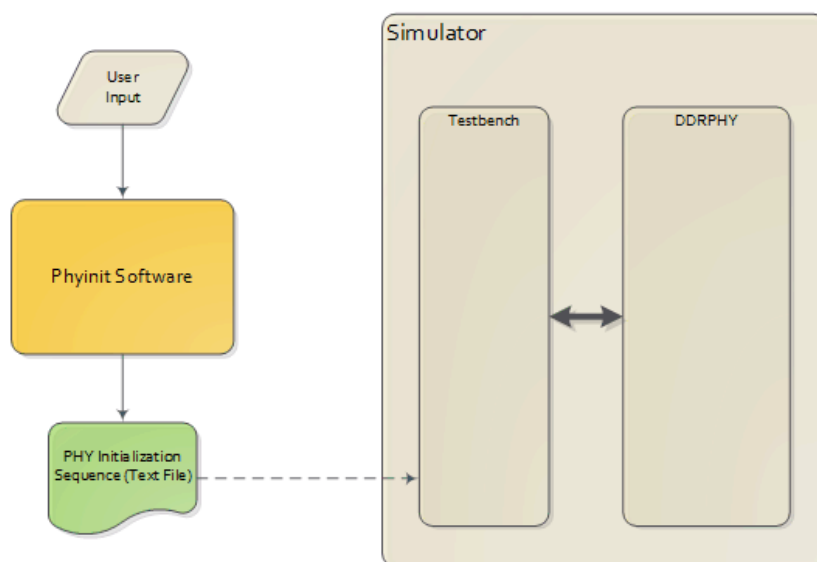 Simulator
User
Input
Testbench
DDRPHY
Phyinit Software
PHY Initialization
Sequence (Text File)